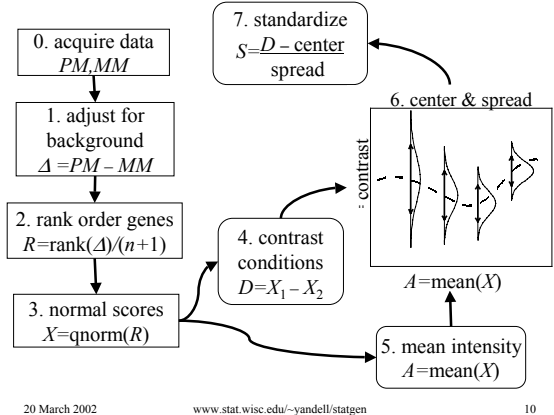 0. acquire data
PM,MM
1. adjust for
background
Δ =PM – MM
2. rank order genes
R=rank(Δ)/(n+1)
3. normal scores
X=qnorm(R)
4. contrast
conditions
D=X1 – X2
5. mean intensity
A=mean(X)
6. center & spread
= contrast
A=mean(X)
7. standardize
S=D – center
spread
20 March 2002
www.stat.wisc.edu/~yandell/statgen
10